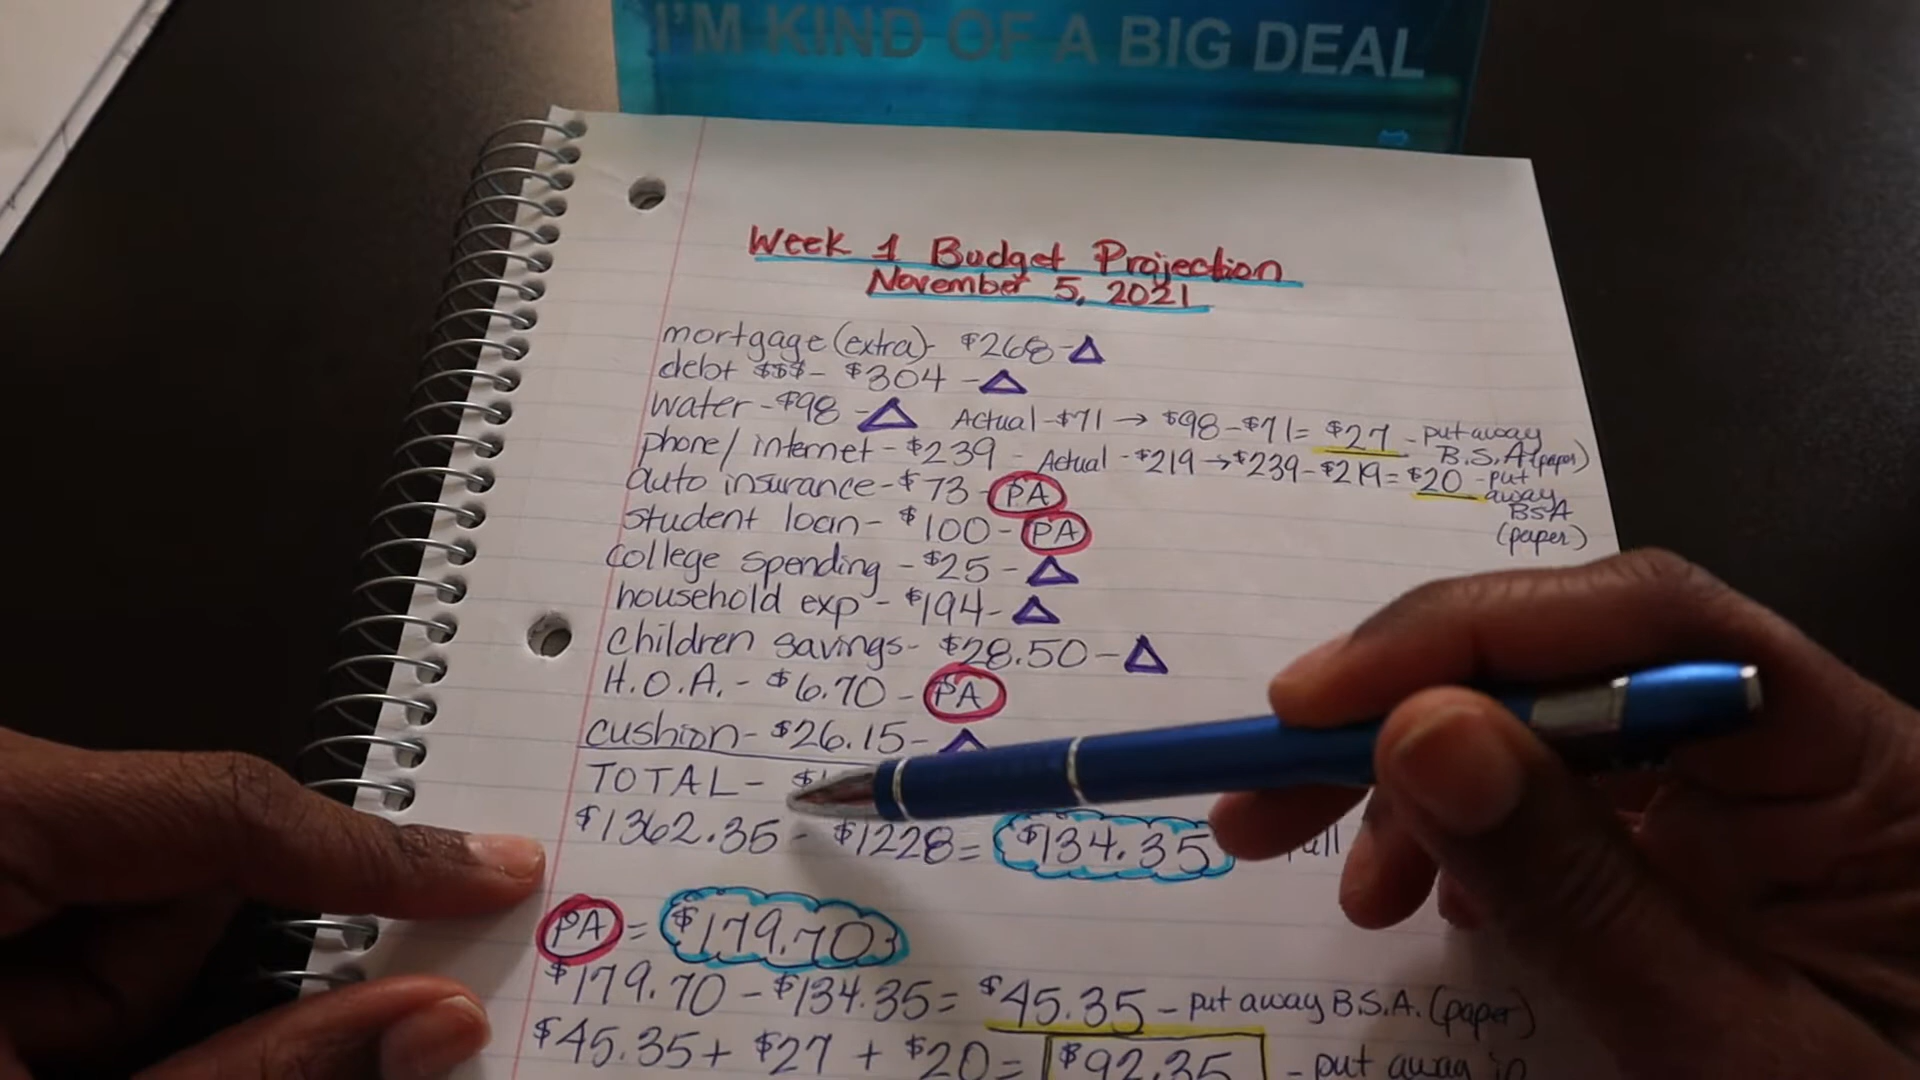 I'M KIND OF A BIG DEAL
Week 1 Budget Projection
November 5, 2021
mortgage (extra)- $268-△
debt $$$- $304 -△
water-$98 -△ Actual-$71 → $98-$71= $27 -put away B.S.A (paper)
phone/internet-$239 - Actual -$219→$239-$219=$20 -put away BSA (paper)
auto insurance-$73-PA
student loan- $100-PA
college spending -$25-△
household exp -$194-△
children savings- $28.50-△
H.O.A.- $6.70-PA
cushion-$26.15-△
TOTAL- $1
$1362.35- $1228= $134.35
PA = $179.70
$179.70-$134.35= $45.35-put away B.S.A. (paper)
$45.35+ $27 + $20= $92.35 - put away in